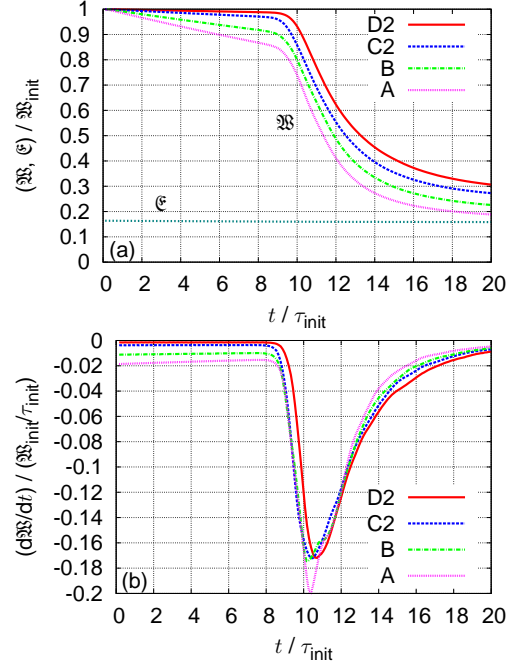 1
0.9
0.8
0.7
0.6
0.5
0.4
0.3
0.2
0.1
0
(𝔚, 𝔈) / 𝔚init
D2
C2
B
A
𝔚
𝔈
(a)
0 2 4 6 8 10 12 14 16 18 20
t / τinit
0
-0.02
-0.04
-0.06
-0.08
-0.1
-0.12
-0.14
-0.16
-0.18
-0.2
(d𝔚/dt) / (𝔚init/τinit)
D2
C2
B
A
(b)
0 2 4 6 8 10 12 14 16 18 20
t / τinit